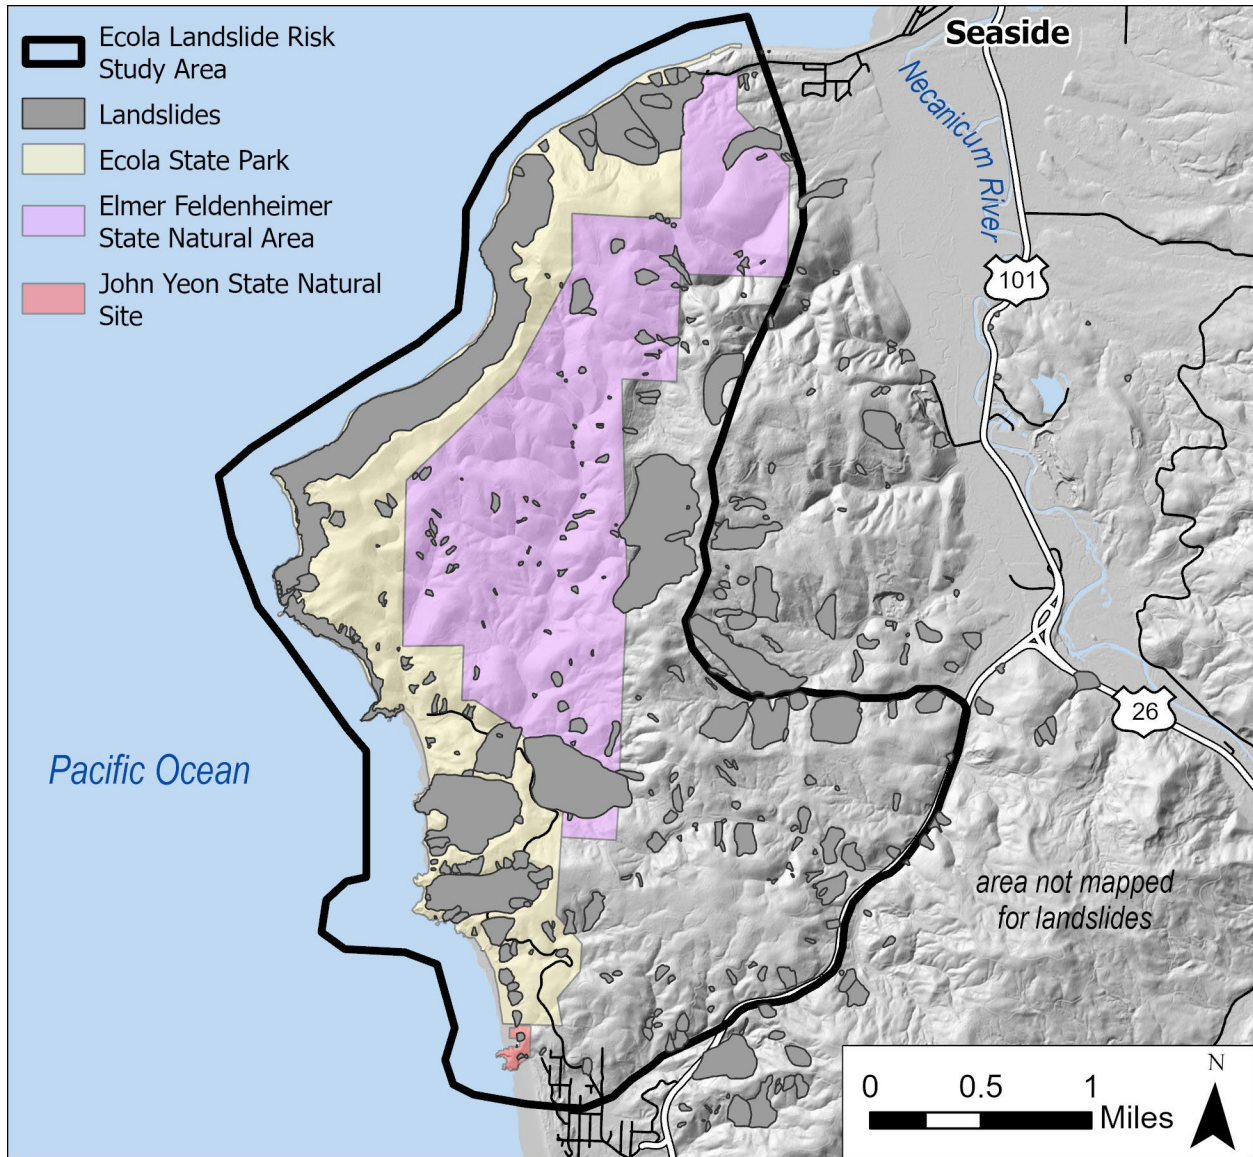 Ecola Landslide Risk
Study Area
Landslides
Ecola State Park
Elmer Feldenheimer
State Natural Area
John Yeon State Natural
Site
Seaside
Necanicum River
101
26
Pacific Ocean
area not mapped
for landslides
0 0.5 1
Miles
N